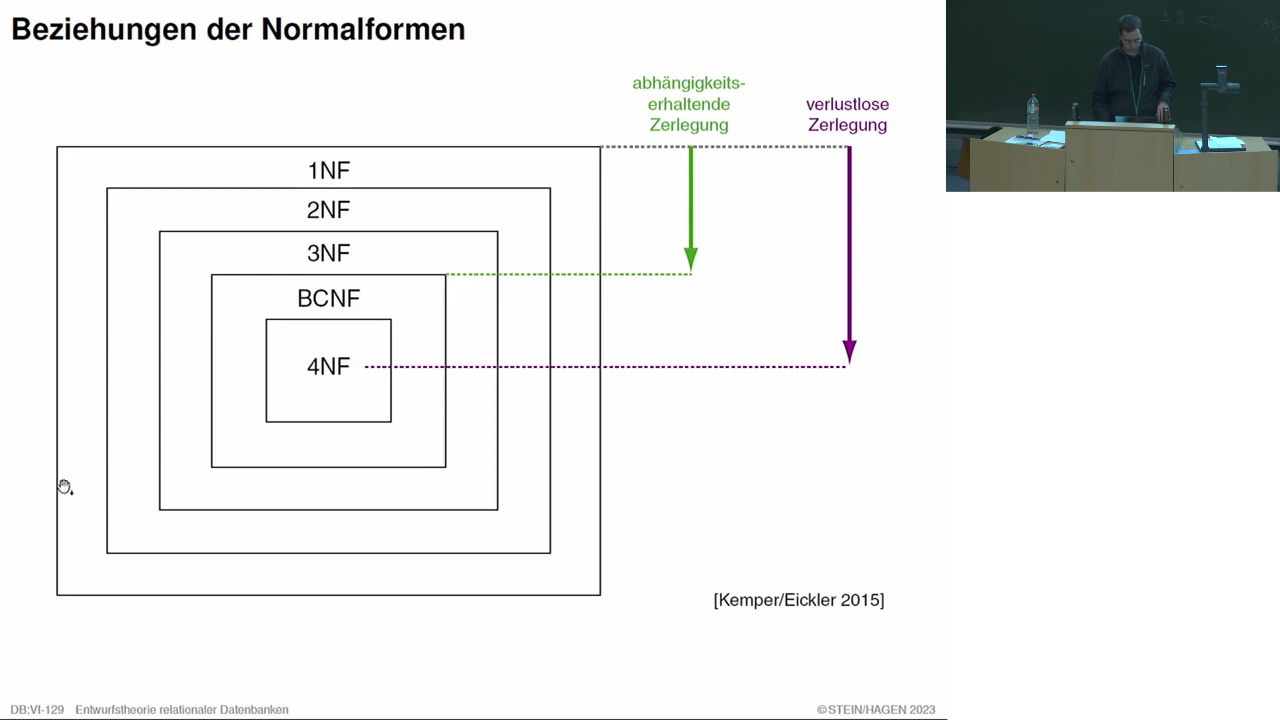 Beziehungen der Normalformen
abhängigkeits-
erhaltende
Zerlegung
verlustlose
Zerlegung
1NF
2NF
3NF
BCNF
4NF
[Kemper/Eickler 2015]
DB:VI-129 Entwurfstheorie relationaler Datenbanken
©STEIN/HAGEN 2023